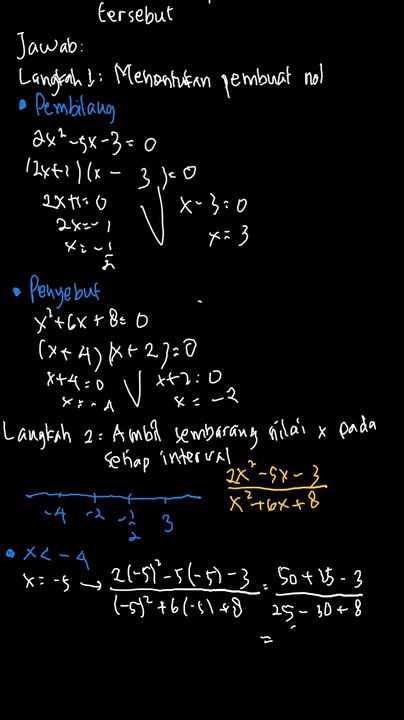 tersebut
Jawab:
Langkah 1: Menentukan pembuat nol
• Pembilang
2x² - 5x - 3 = 0
(2x+1)(x - 3) = 0
2x+1=0 V x-3=0
2x=-1 x=3
x=-1/2
• Penyebut
x²+6x+8=0
(x+4)(x+2)=0
x+4=0 V x+2=0
x=-4 x=-2
Langkah 2: Ambil sembarang nilai x pada
setiap interval
(2x²-5x-3)/(x²+6x+8)
-4 -2 -1/2 3
• x<-4
x=-5 → (2(-5)²-5(-5)-3)/((-5)²+6(-5)+8) = (50+25-3)/(25-30+8)
=